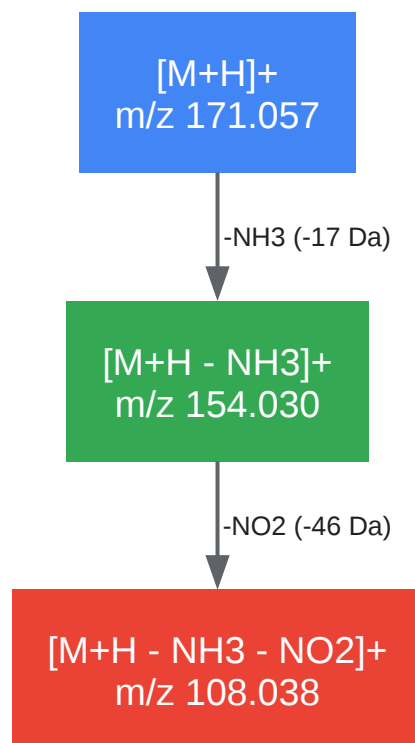 [M+H]+
m/z 171.057
-NH3 (-17 Da)
[M+H - NH3]+
m/z 154.030
-NO2 (-46 Da)
[M+H - NH3 - NO2]+
m/z 108.038